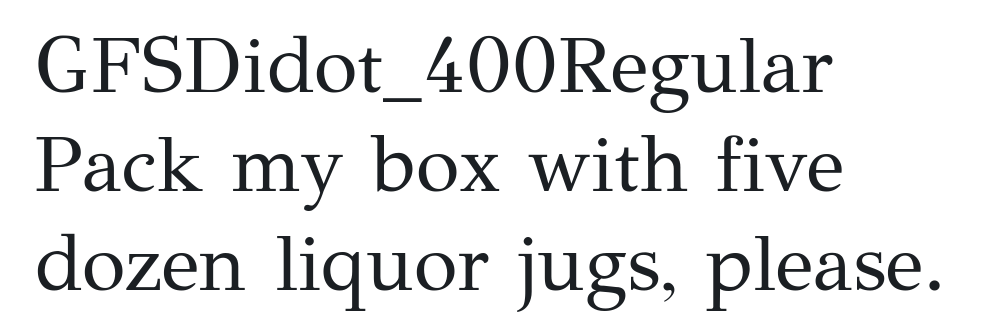 GFSDidot_400Regular
Pack my box with five
dozen liquor jugs, please.